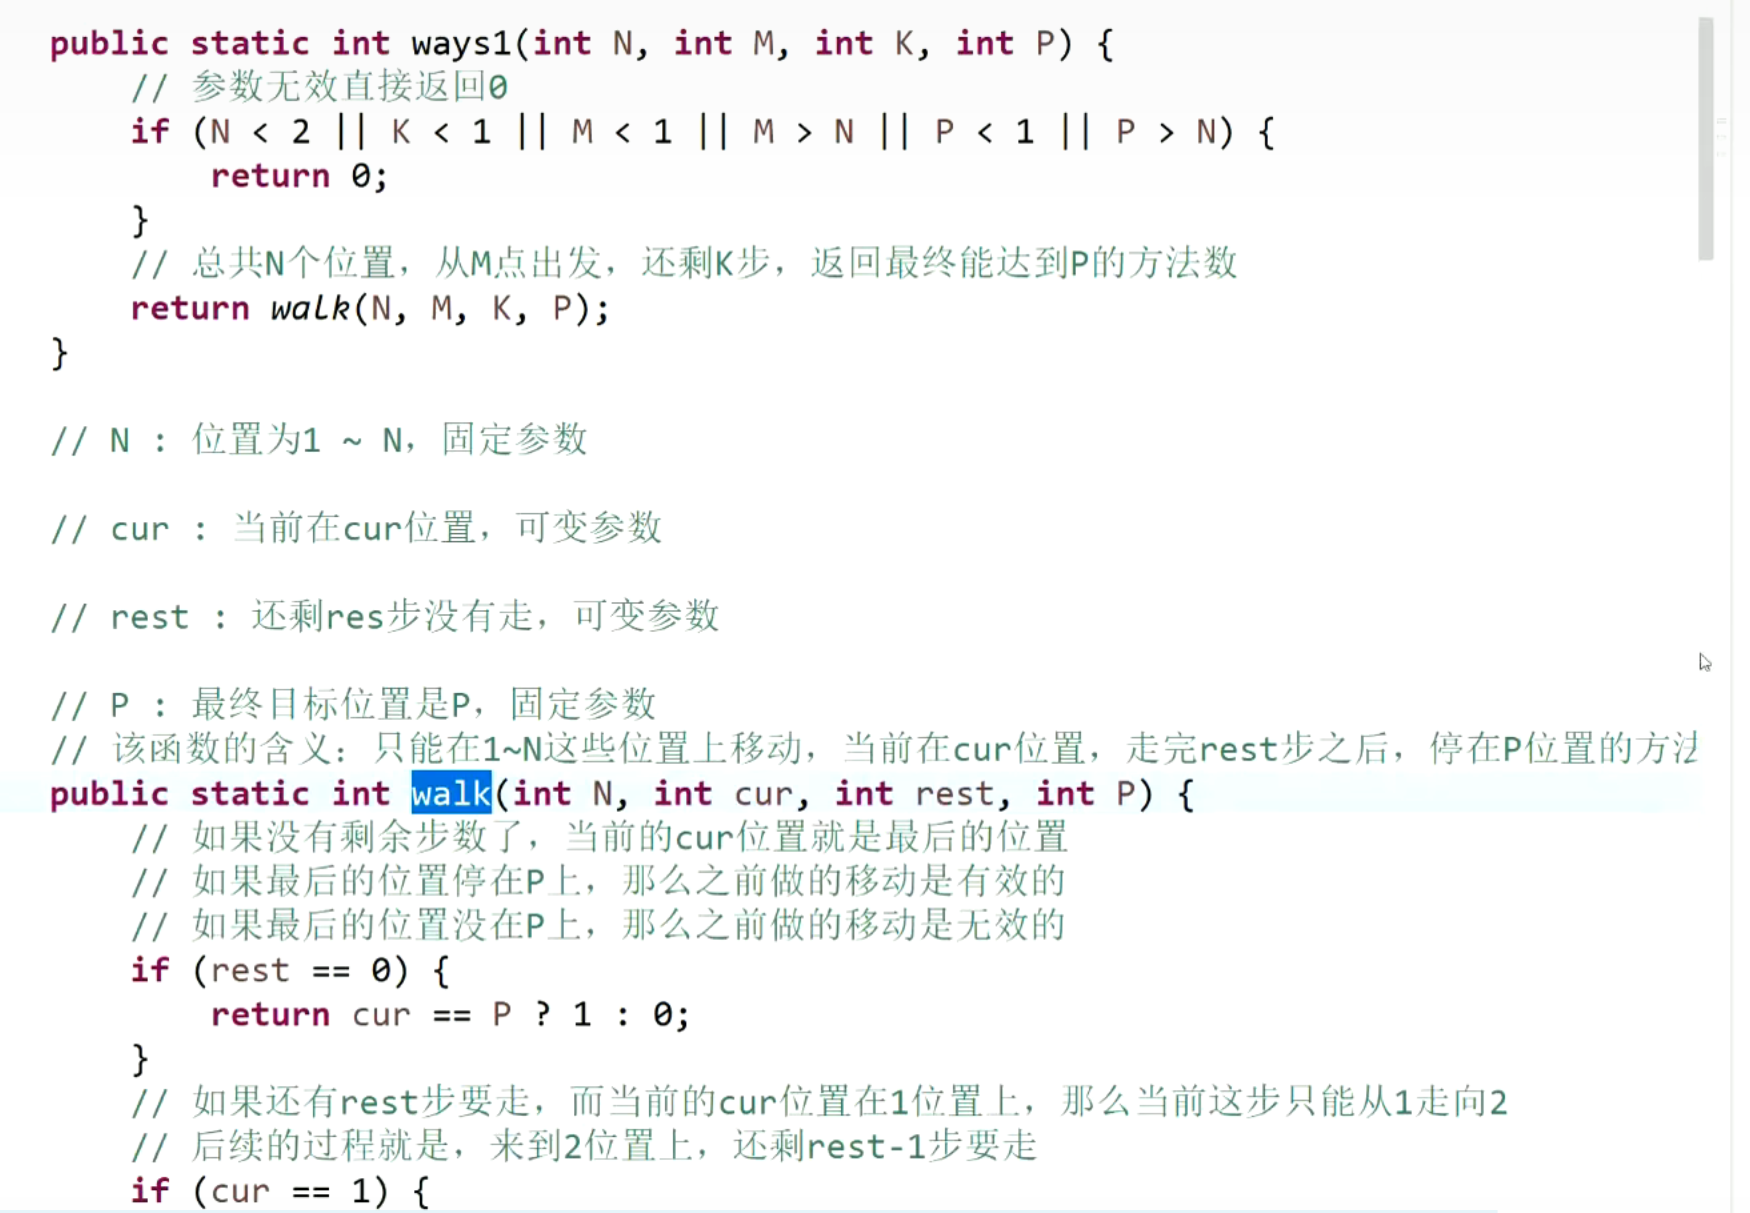 public static int ways1(int N, int M, int K, int P) {
// 参数无效直接返回0
if (N < 2 || K < 1 || M < 1 || M > N || P < 1 || P > N) {
return 0;
}
// 总共N个位置，从M点出发，还剩K步，返回最终能达到P的方法数
return walk(N, M, K, P);
}
// N : 位置为1 ~ N，固定参数
// cur : 当前在cur位置，可变参数
// rest : 还剩res步没有走，可变参数
// P : 最终目标位置是P，固定参数
// 该函数的含义：只能在1~N这些位置上移动，当前在cur位置，走完rest步之后，停在P位置的方法
public static int walk(int N, int cur, int rest, int P) {
// 如果没有剩余步数了，当前的cur位置就是最后的位置
// 如果最后的位置停在P上，那么之前做的移动是有效的
// 如果最后的位置没在P上，那么之前做的移动是无效的
if (rest == 0) {
return cur == P ? 1 : 0;
}
// 如果还有rest步要走，而当前的cur位置在1位置上，那么当前这步只能从1走向2
// 后续的过程就是，来到2位置上，还剩rest-1步要走
if (cur == 1) {